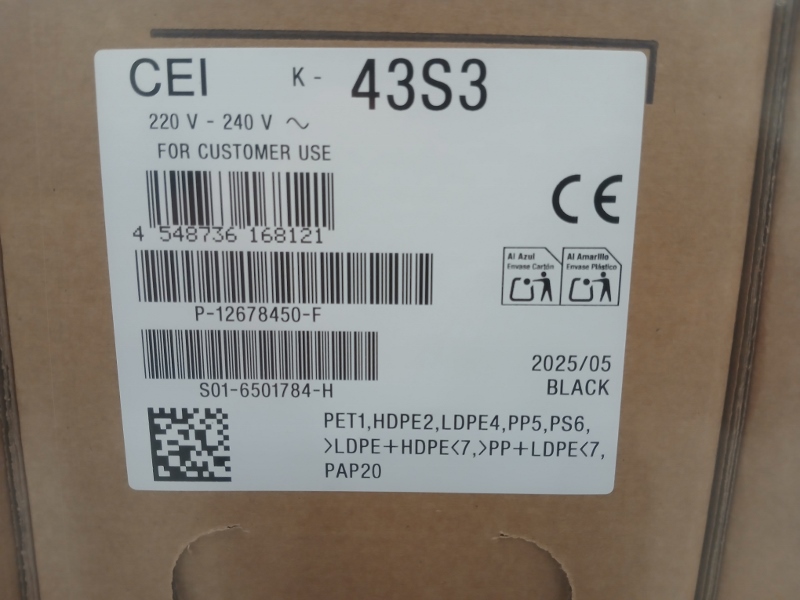 CEI K - 43S3
220 V - 240 V ～
FOR CUSTOMER USE
4 548736 168121
P-12678450-F
S01-6501784-H
CE
Al Azul
Envase Cartón
Al Amarillo
Envase Plástico
2025/05
BLACK
PET1,HDPE2,LDPE4,PP5,PS6,
>LDPE+HDPE<7,>PP+LDPE<7,
PAP20